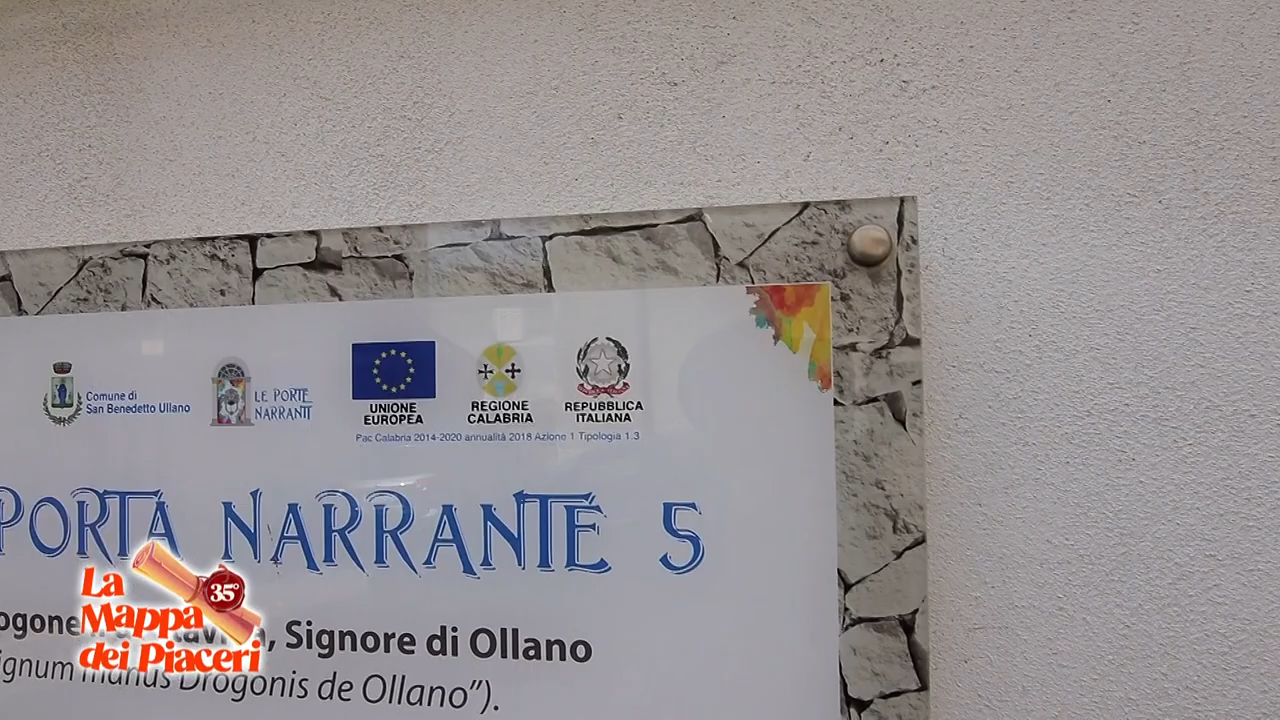 Comune di
San Benedetto Ullano
LE PORTE
NARRANTI
UNIONE
EUROPEA
REGIONE
CALABRIA
REPUBBLICA
ITALIANA
Pac Calabria 2014-2020 annualità 2018 Azione 1 Tipologia 1.3
PORTA NARRANTE 5
, Signore di Ollano
manus Drogonis de Ollano”).
La
Mappa
dei Piaceri
35°